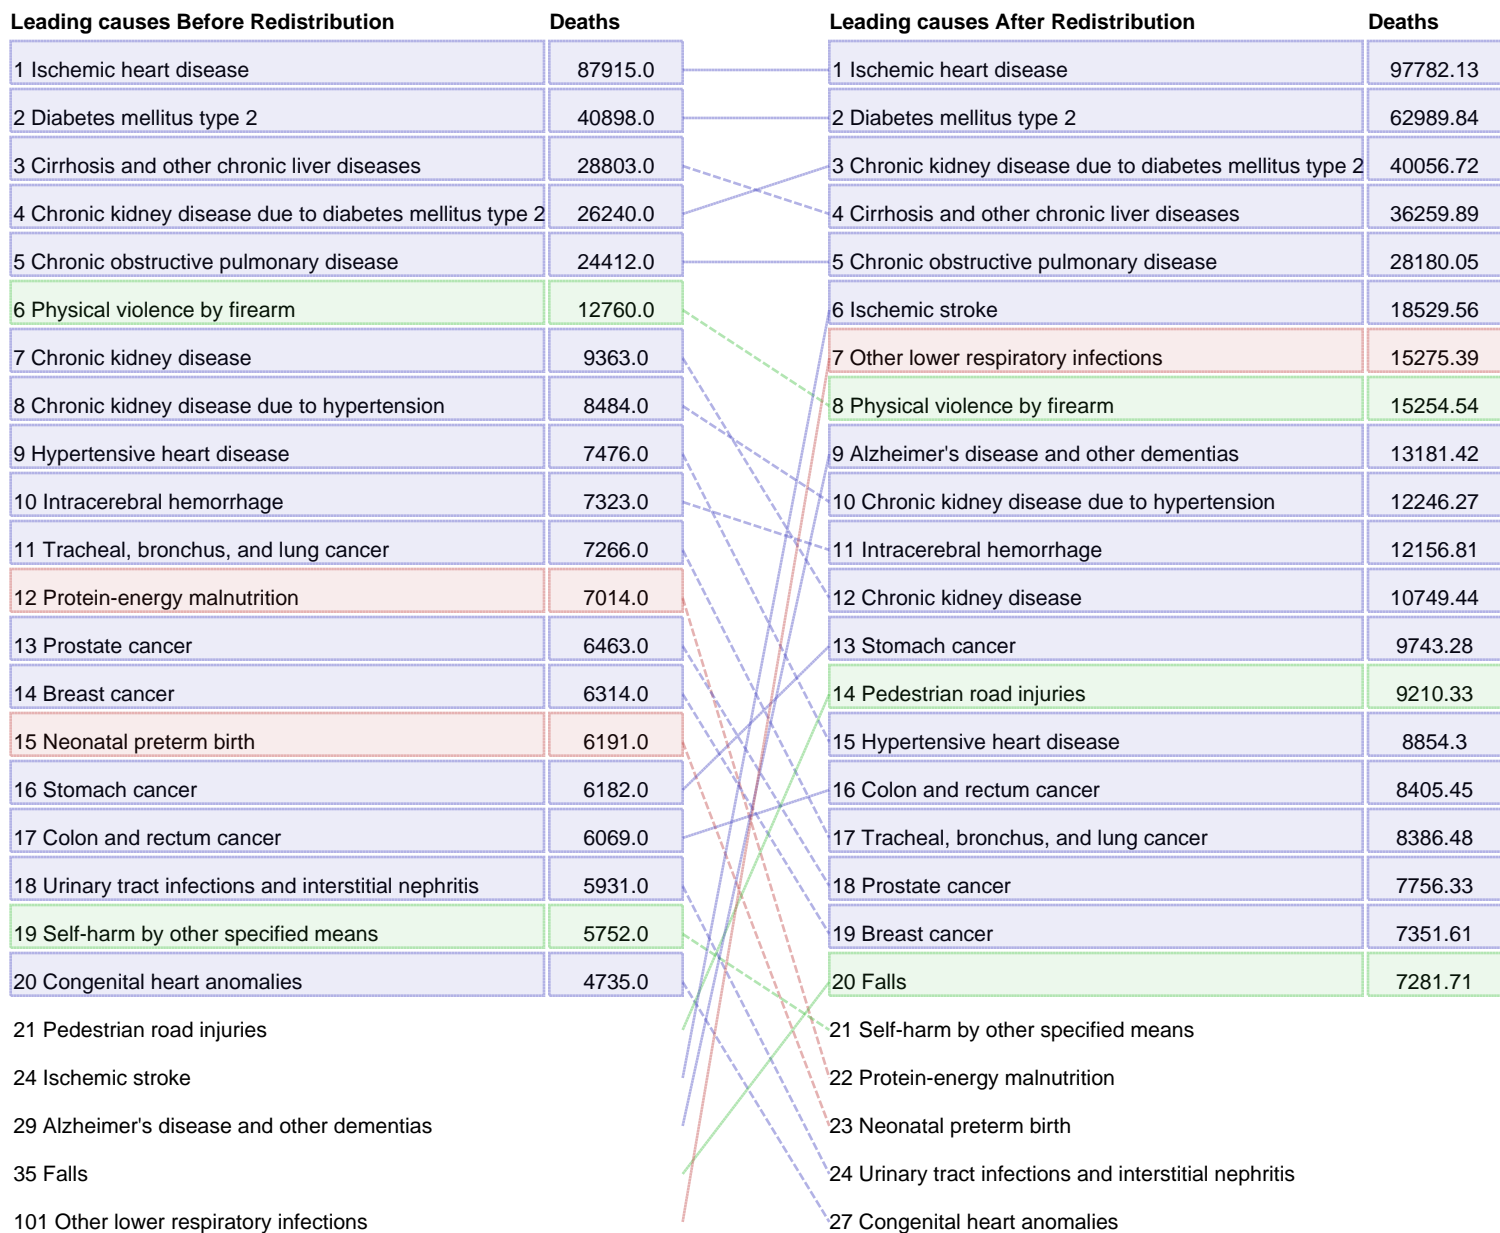 Leading causes Before Redistribution Deaths Leading causes After Redistribution Deaths
1 Ischemic heart disease 87915.0 1 Ischemic heart disease 97782.13
2 Diabetes mellitus type 2 40898.0 2 Diabetes mellitus type 2 62989.84
3 Cirrhosis and other chronic liver diseases 28803.0 3 Chronic kidney disease due to diabetes mellitus type 2 40056.72
4 Chronic kidney disease due to diabetes mellitus type 2 26240.0 4 Cirrhosis and other chronic liver diseases 36259.89
5 Chronic obstructive pulmonary disease 24412.0 5 Chronic obstructive pulmonary disease 28180.05
6 Physical violence by firearm 12760.0 6 Ischemic stroke 18529.56
7 Chronic kidney disease 9363.0 7 Other lower respiratory infections 15275.39
8 Chronic kidney disease due to hypertension 8484.0 8 Physical violence by firearm 15254.54
9 Hypertensive heart disease 7476.0 9 Alzheimer's disease and other dementias 13181.42
10 Intracerebral hemorrhage 7323.0 10 Chronic kidney disease due to hypertension 12246.27
11 Tracheal, bronchus, and lung cancer 7266.0 11 Intracerebral hemorrhage 12156.81
12 Protein-energy malnutrition 7014.0 12 Chronic kidney disease 10749.44
13 Prostate cancer 6463.0 13 Stomach cancer 9743.28
14 Breast cancer 6314.0 14 Pedestrian road injuries 9210.33
15 Neonatal preterm birth 6191.0 15 Hypertensive heart disease 8854.3
16 Stomach cancer 6182.0 16 Colon and rectum cancer 8405.45
17 Colon and rectum cancer 6069.0 17 Tracheal, bronchus, and lung cancer 8386.48
18 Urinary tract infections and interstitial nephritis 5931.0 18 Prostate cancer 7756.33
19 Self-harm by other specified means 5752.0 19 Breast cancer 7351.61
20 Congenital heart anomalies 4735.0 20 Falls 7281.71
21 Pedestrian road injuries 21 Self-harm by other specified means
24 Ischemic stroke 22 Protein-energy malnutrition
29 Alzheimer's disease and other dementias 23 Neonatal preterm birth
35 Falls 24 Urinary tract infections and interstitial nephritis
101 Other lower respiratory infections 27 Congenital heart anomalies